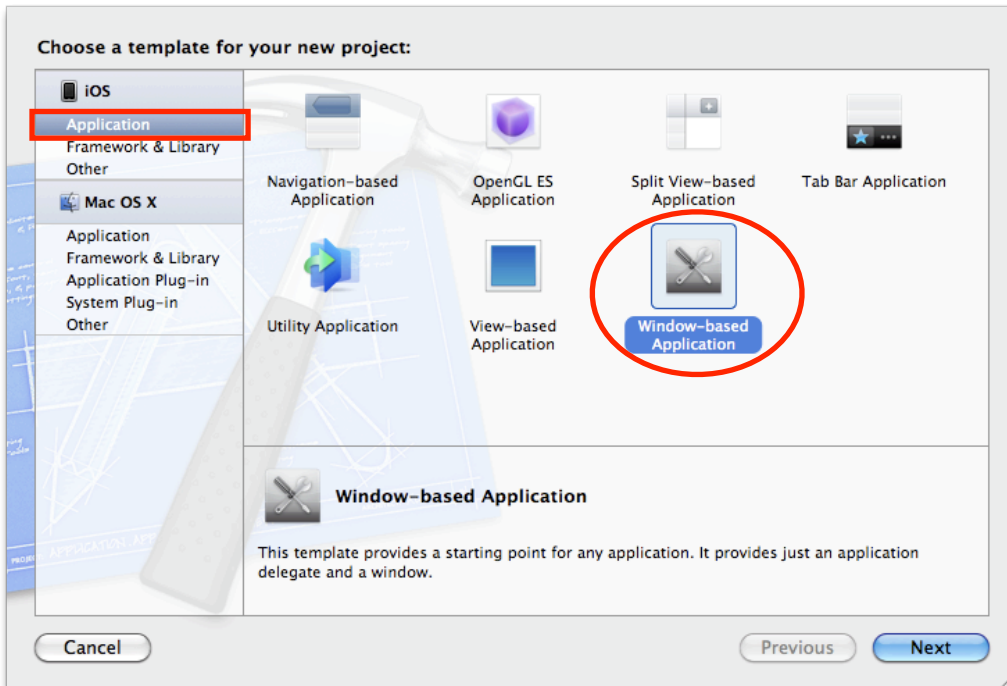 Choose a template for your new project:
iOS
Application
Framework & Library
Other
Mac OS X
Application
Framework & Library
Application Plug-in
System Plug-in
Other
Navigation-based
Application
OpenGL ES
Application
Split View-based
Application
Tab Bar Application
Utility Application
View-based
Application
Window-based
Application
Window-based Application
This template provides a starting point for any application. It provides just an application
delegate and a window.
Cancel
Previous
Next